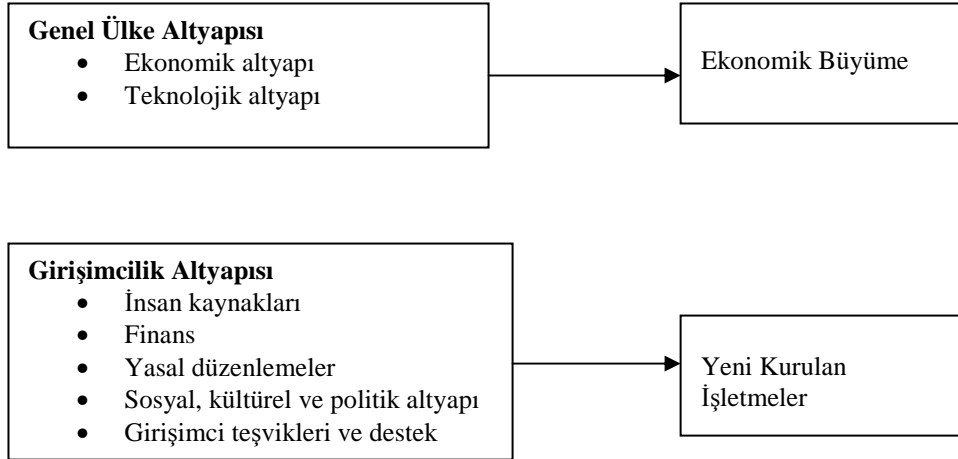 Genel Ülke Altyapısı
• Ekonomik altyapı
• Teknolojik altyapı
Ekonomik Büyüme
Girişimcilik Altyapısı
• İnsan kaynakları
• Finans
• Yasal düzenlemeler
• Sosyal, kültürel ve politik altyapı
• Girişimci teşvikleri ve destek
Yeni Kurulan
İşletmeler